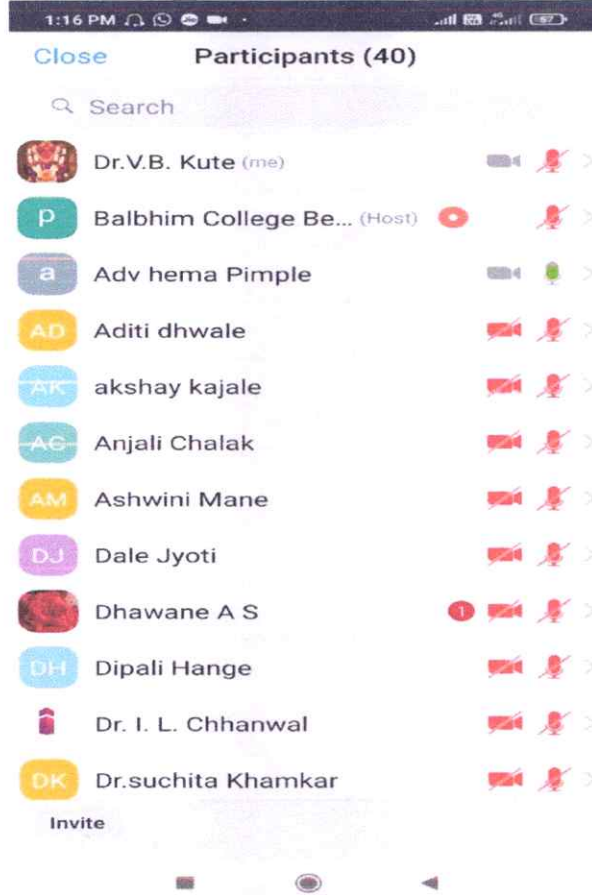 1:16 PM
Close Participants (40)
Search
Dr.V.B. Kute (me)
P Balbhim College Be... (Host)
a Adv hema Pimple
AD Aditi dhwale
AK akshay kajale
AC Anjali Chalak
AM Ashwini Mane
DJ Dale Jyoti
Dhawane A S 1
DH Dipali Hange
Dr. I. L. Chhanwal
DK Dr.suchita Khamkar
Invite